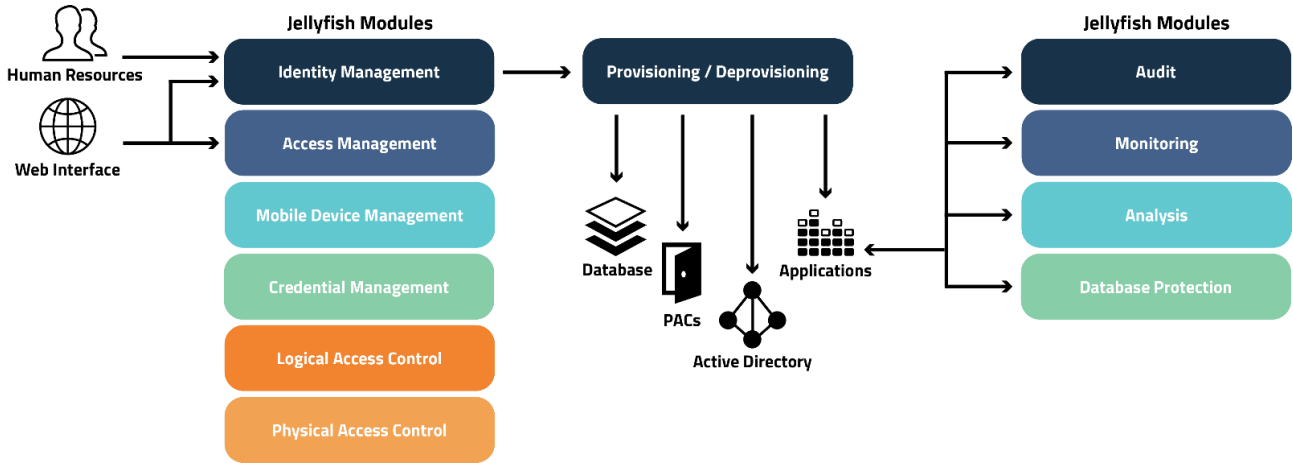 Jellyfish Modules
Human Resources
Web Interface
Identity Management
Access Management
Mobile Device Management
Credential Management
Logical Access Control
Physical Access Control
Provisioning / Deprovisioning
Database
PACs
Active Directory
Applications
Jellyfish Modules
Audit
Monitoring
Analysis
Database Protection